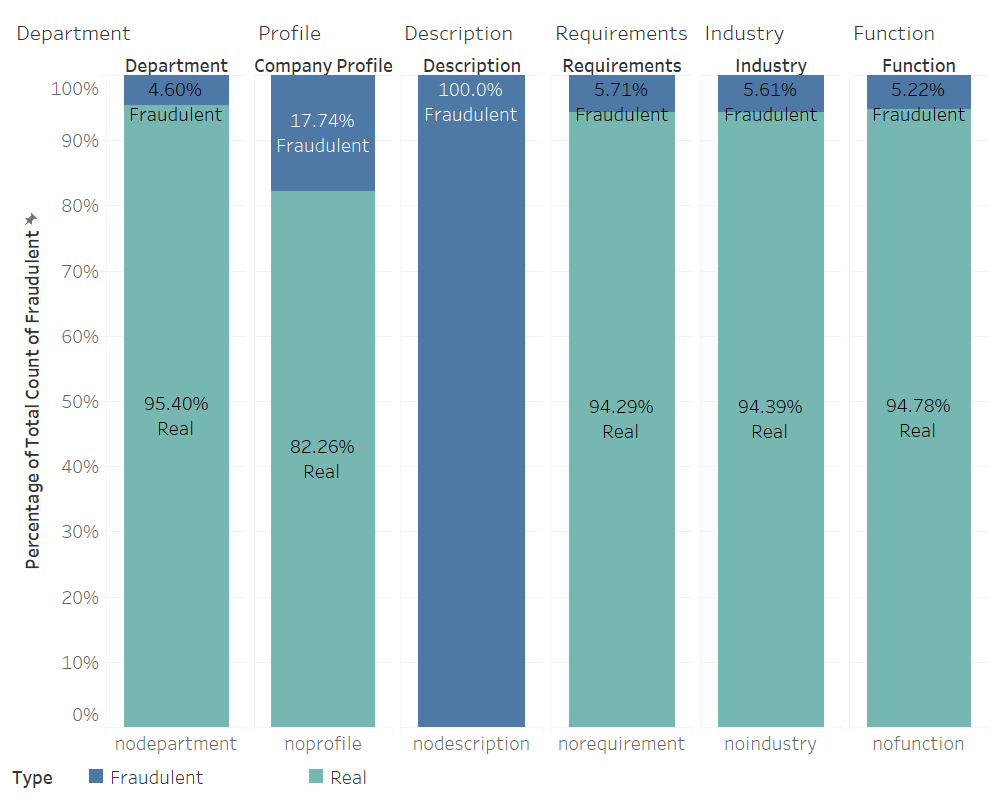 Department Profile Description Requirements Industry Function
Department Company Profile Description Requirements Industry Function
100%
90%
80%
70%
60%
50%
40%
30%
20%
10%
0%
Percentage of Total Count of Fraudulent
4.60%
Fraudulent
95.40%
Real
17.74%
Fraudulent
82.26%
Real
100.0%
Fraudulent
5.71%
Fraudulent
94.29%
Real
5.61%
Fraudulent
94.39%
Real
5.22%
Fraudulent
94.78%
Real
nodepartment noprofile nodescription norequirement noindustry nofunction
Type Fraudulent Real